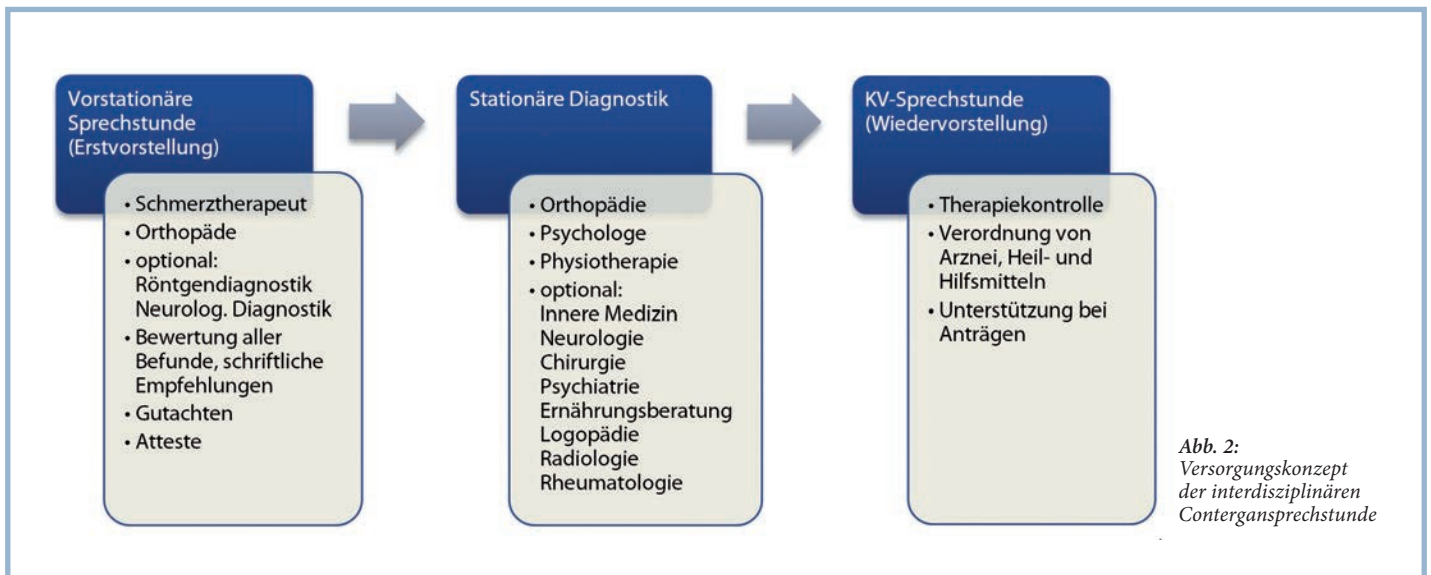 Vorstationäre
Sprechstunde
(Erstvorstellung)
• Schmerztherapeut
• Orthopäde
• optional:
Röntgendiagnostik
Neurolog. Diagnostik
• Bewertung aller
Befunde, schriftliche
Empfehlungen
• Gutachten
• Atteste
Stationäre Diagnostik
• Orthopädie
• Psychologe
• Physiotherapie
• optional:
Innere Medizin
Neurologie
Chirurgie
Psychiatrie
Ernährungsberatung
Logopädie
Radiologie
Rheumatologie
KV-Sprechstunde
(Wiedervorstellung)
• Therapiekontrolle
• Verordnung von
Arznei, Heil- und
Hilfsmitteln
• Unterstützung bei
Anträgen
Abb. 2:
Versorgungskonzept
der interdisziplinären
Contergansprechstunde